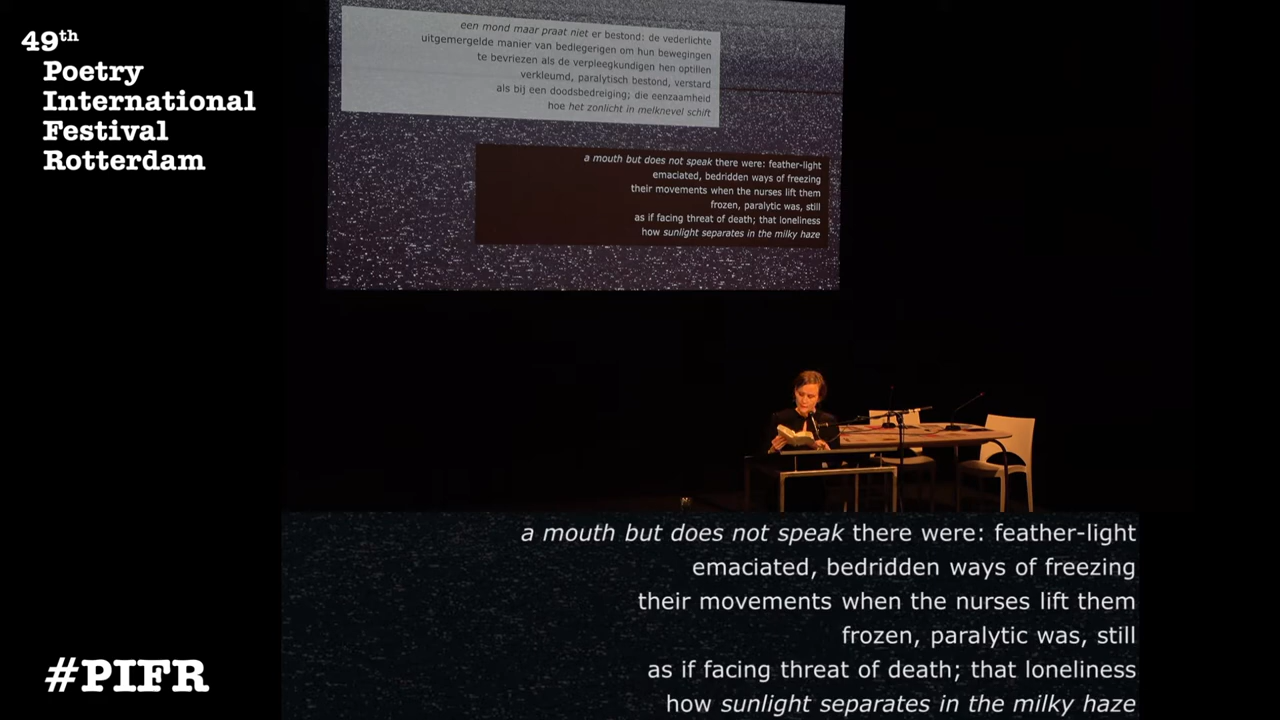 49th
Poetry
International
Festival
Rotterdam
een mond maar praat niet er bestond: de vederlichte
uitgemergelde manier van bedlegerigen om hun bewegingen
te bevriezen als de verpleegkundigen hen optillen
verkleumd, paralytisch bestond, verstard
als bij een doodsbedreiging; die eenzaamheid
hoe het zonlicht in melknevel schift
a mouth but does not speak there were: feather-light
emaciated, bedridden ways of freezing
their movements when the nurses lift them
frozen, paralytic was, still
as if facing threat of death; that loneliness
how sunlight separates in the milky haze
a mouth but does not speak there were: feather-light
emaciated, bedridden ways of freezing
their movements when the nurses lift them
frozen, paralytic was, still
as if facing threat of death; that loneliness
how sunlight separates in the milky haze
#PIFR